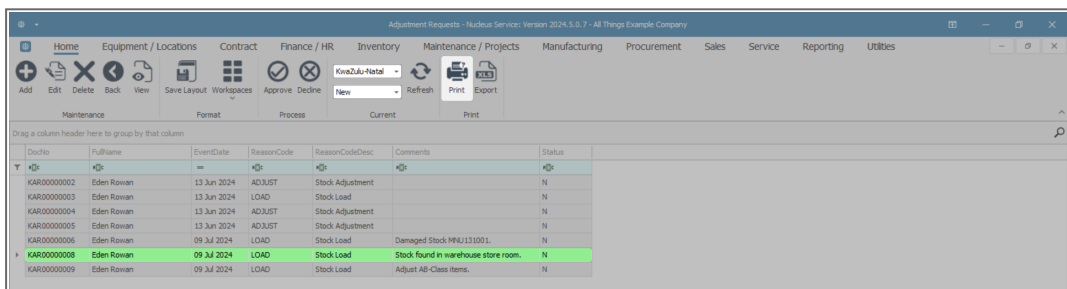 Adjustment Requests - Nucleus Service: Version 2024.5.0.7 - All Things Example Company
Home Equipment / Locations Contract Finance / HR Inventory Maintenance / Projects Manufacturing Procurement Sales Service Reporting Utilities
Add Edit Delete Back View Save Layout Workspaces Approve Decline KwaZulu-Natal New Refresh Print XLS Export
Maintenance Format Process Current Print
Drag a column header here to group by that column
DocNo FullName EventDate ReasonCode ReasonCodeDesc Comments Status
KAR00000002 Eden Rowan 13 Jun 2024 ADJUST Stock Adjustment N
KAR00000003 Eden Rowan 13 Jun 2024 LOAD Stock Load N
KAR00000004 Eden Rowan 13 Jun 2024 ADJUST Stock Adjustment N
KAR00000005 Eden Rowan 13 Jun 2024 ADJUST Stock Adjustment N
KAR00000006 Eden Rowan 09 Jul 2024 LOAD Stock Load Damaged Stock MNU131001. N
KAR00000008 Eden Rowan 09 Jul 2024 LOAD Stock Load Stock found in warehouse store room. N
KAR00000009 Eden Rowan 09 Jul 2024 LOAD Stock Load Adjust AB-Class items. N